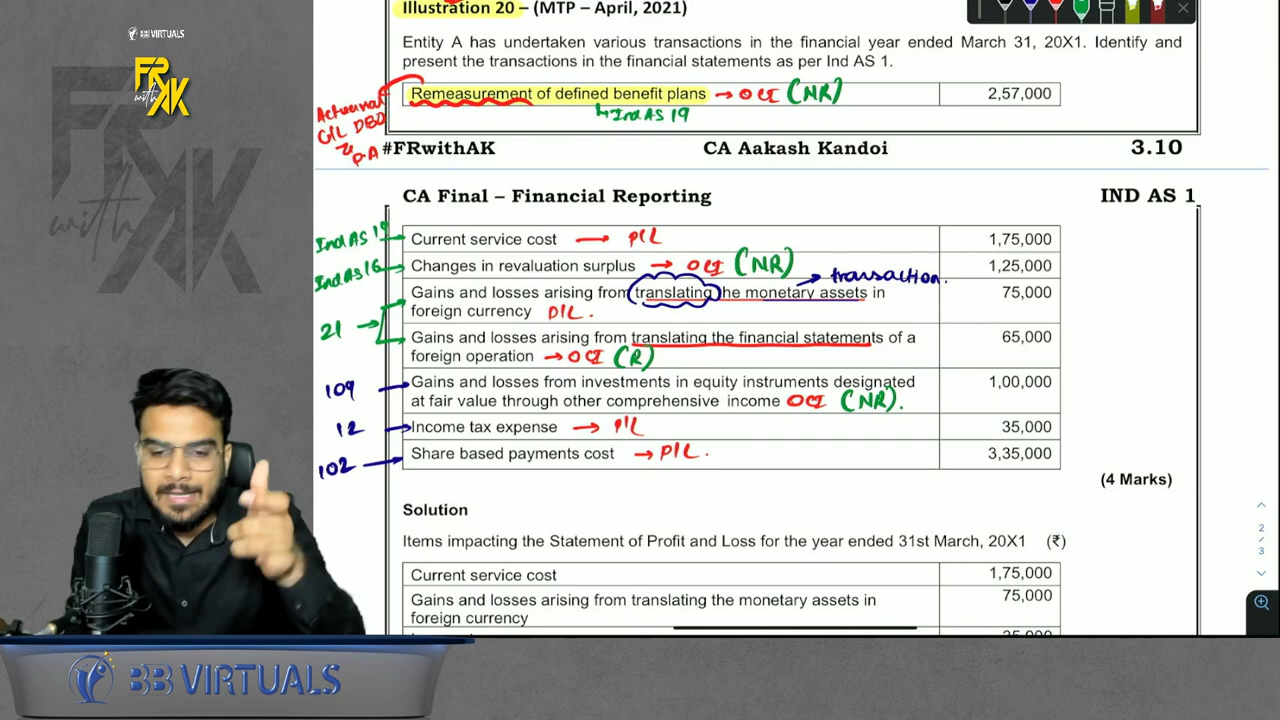 BB VIRTUALS
FR
with
AK
Illustration 20 – (MTP – April, 2021)
Entity A has undertaken various transactions in the financial year ended March 31, 20X1. Identify and
present the transactions in the financial statements as per Ind AS 1.
Remeasurement of defined benefit plans → OCI (NR) 2,57,000
Ind AS 19
Actuarial
G/L DBO
P.A
#FRwithAK CA Aakash Kandoi 3.10
CA Final – Financial Reporting IND AS 1
Ind AS 19 Current service cost → P/L 1,75,000
Ind AS 16 Changes in revaluation surplus → OCI (NR) 1,25,000
→ transaction.
Gains and losses arising from translating the monetary assets in 75,000
foreign currency P/L.
21 → Gains and losses arising from translating the financial statements of a 65,000
foreign operation → OCI (R)
109 Gains and losses from investments in equity instruments designated 1,00,000
at fair value through other comprehensive income OCI (NR).
12 → Income tax expense → P/L 35,000
102 → Share based payments cost → P/L. 3,35,000
(4 Marks)
Solution
Items impacting the Statement of Profit and Loss for the year ended 31st March, 20X1 (₹)
Current service cost 1,75,000
Gains and losses arising from translating the monetary assets in 75,000
foreign currency
2
/
3
BB VIRTUALS